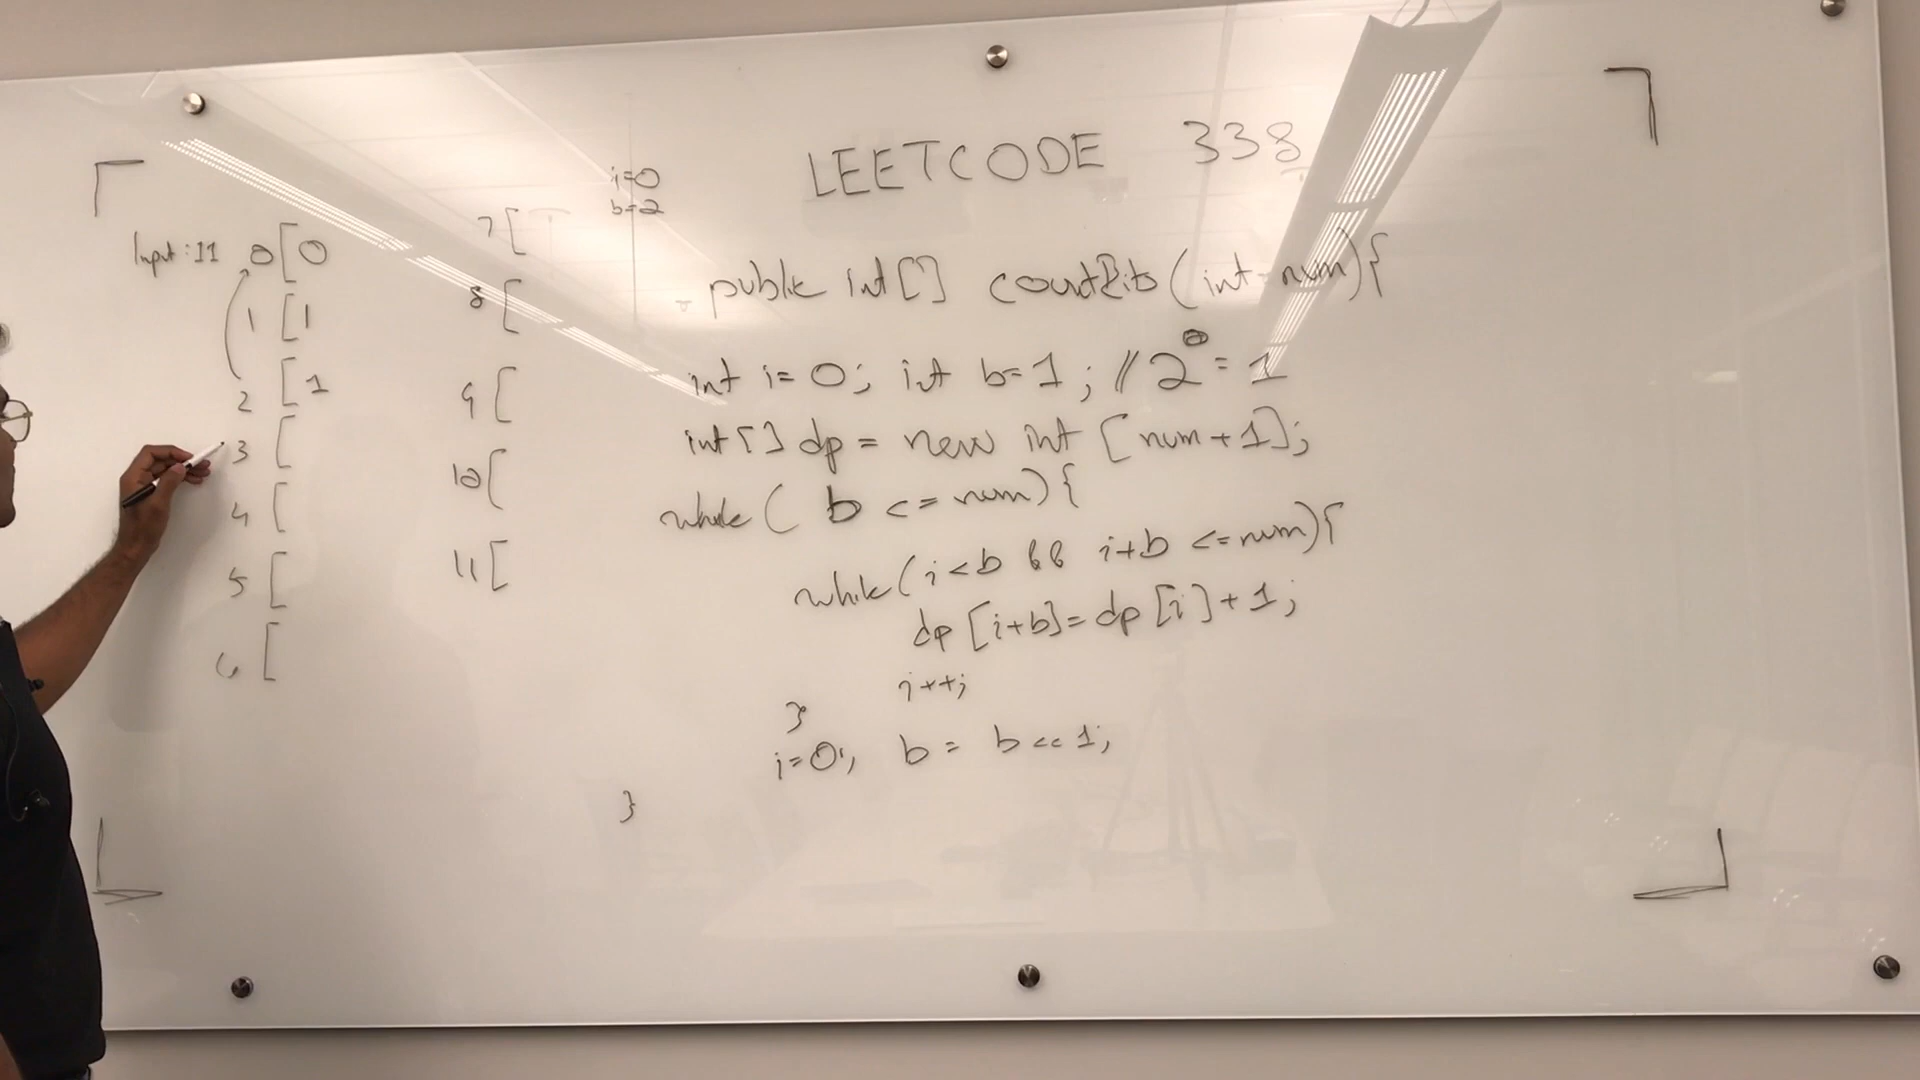 LEETCODE 338
i=0
b=2
Input: 11
0 [0
1 [1
2 [1
3 [
4 [
5 [
6 [
7 [
8 [
9 [
10 [
11 [
public int[] countBits(int num){
int i=0; int b=1; // 2^0 = 1
int[] dp = new int [num+1];
while( b <= num){
while(i<b && i+b <=num){
dp [i+b]= dp [i]+1;
i++;
}
i=0; b = b << 1;
}